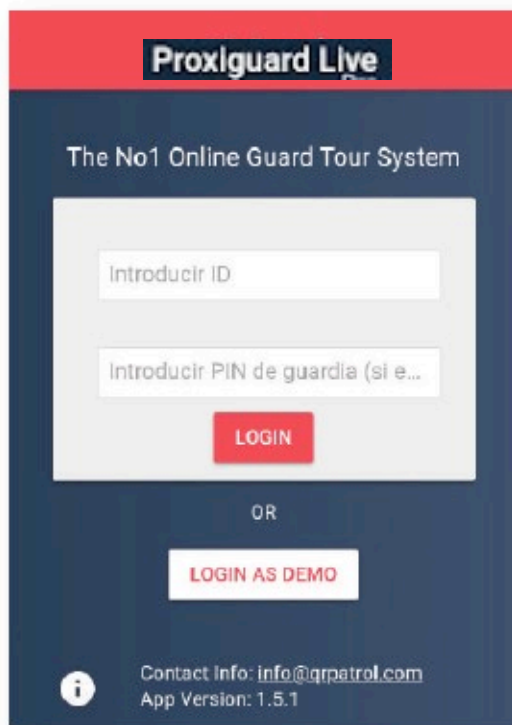 Proxiguard Live
The No1 Online Guard Tour System
Introducir ID
Introducir PIN de guardia (si e...
LOGIN
OR
LOGIN AS DEMO
Contact Info: info@qrpatrol.com
App Version: 1.5.1